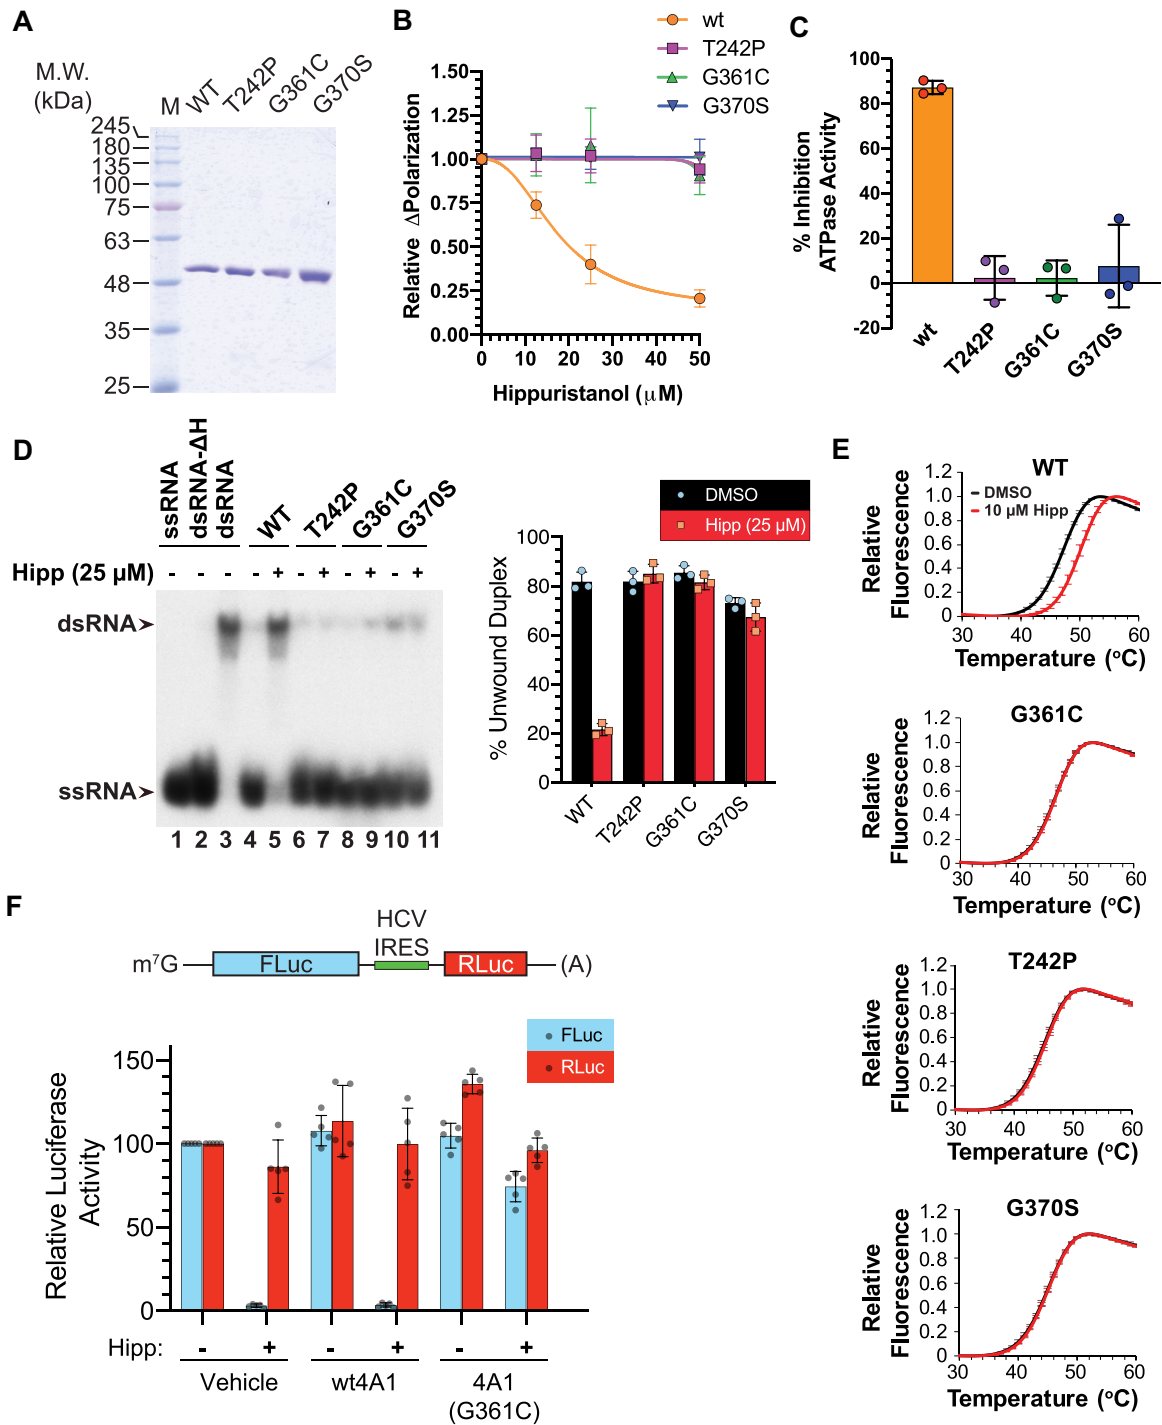 A
M.W.
(kDa)
M
WT
T242P
G361C
G370S
245
180
135
100
75
63
48
35
25
B
wt
T242P
G361C
G370S
1.50
1.25
1.00
0.75
0.50
0.25
0.00
Relative ΔPolarization
0
10
20
30
40
50
Hippuristanol (μM)
C
100
80
60
40
20
0
-20
% Inhibition
ATPase Activity
wt
T242P
G361C
G370S
D
ssRNA
dsRNA-ΔH
dsRNA
WT
T242P
G361C
G370S
Hipp (25 μM)
- - - - + - + - + - +
dsRNA
ssRNA
1 2 3 4 5 6 7 8 9 10 11
DMSO
Hipp (25 μM)
100
80
60
40
20
0
% Unwound Duplex
WT
T242P
G361C
G370S
E
WT
DMSO
10 μM Hipp
1.2
1.0
0.8
0.6
0.4
0.2
0
Relative
Fluorescence
30 40 50 60
Temperature (ºC)
G361C
1.2
1.0
0.8
0.6
0.4
0.2
0
Relative
Fluorescence
30 40 50 60
Temperature (ºC)
T242P
1.2
1.0
0.8
0.6
0.4
0.2
0
Relative
Fluorescence
30 40 50 60
Temperature (ºC)
G370S
1.2
1.0
0.8
0.6
0.4
0.2
0
Relative
Fluorescence
30 40 50 60
Temperature (ºC)
F
m⁷G
FLuc
HCV
IRES
RLuc
(A)
FLuc
RLuc
150
100
50
0
Relative Luciferase
Activity
Hipp: - + - + - +
Vehicle
wt4A1
4A1
(G361C)